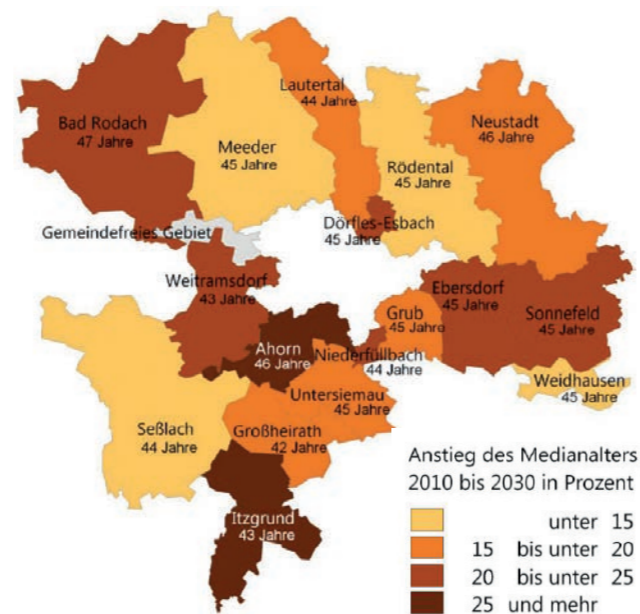 Lautertal
44 Jahre
Bad Rodach
47 Jahre
Neustadt
46 Jahre
Meeder
45 Jahre
Rödental
45 Jahre
Gemeindefreies Gebiet
Dörfles-Esbach
45 Jahre
Weitramsdorf
43 Jahre
Ebersdorf
45 Jahre
Sonnefeld
45 Jahre
Grub
45 Jahre
Ahorn
46 Jahre
Niederfüllbach
44 Jahre
Weidhausen
45 Jahre
Untersiemau
45 Jahre
Seßlach
44 Jahre
Großheirath
42 Jahre
Itzgrund
43 Jahre
Anstieg des Medianalters
2010 bis 2030 in Prozent
unter 15
15 bis unter 20
20 bis unter 25
25 und mehr